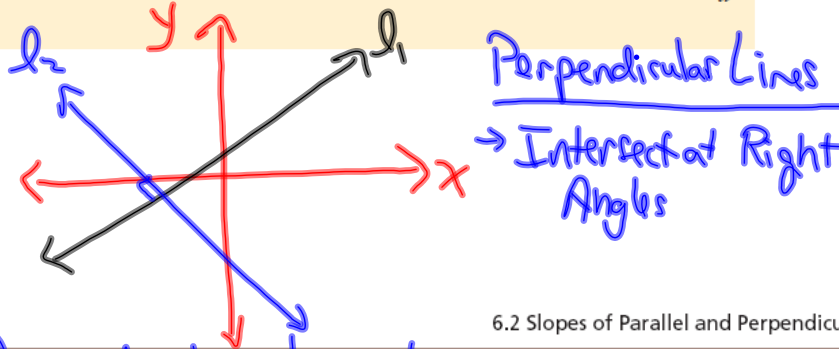 y
l₁
l₂
x
Perpendicular Lines
→ Intersect at Right
Angles
6.2 Slopes of Parallel and Perpendicu